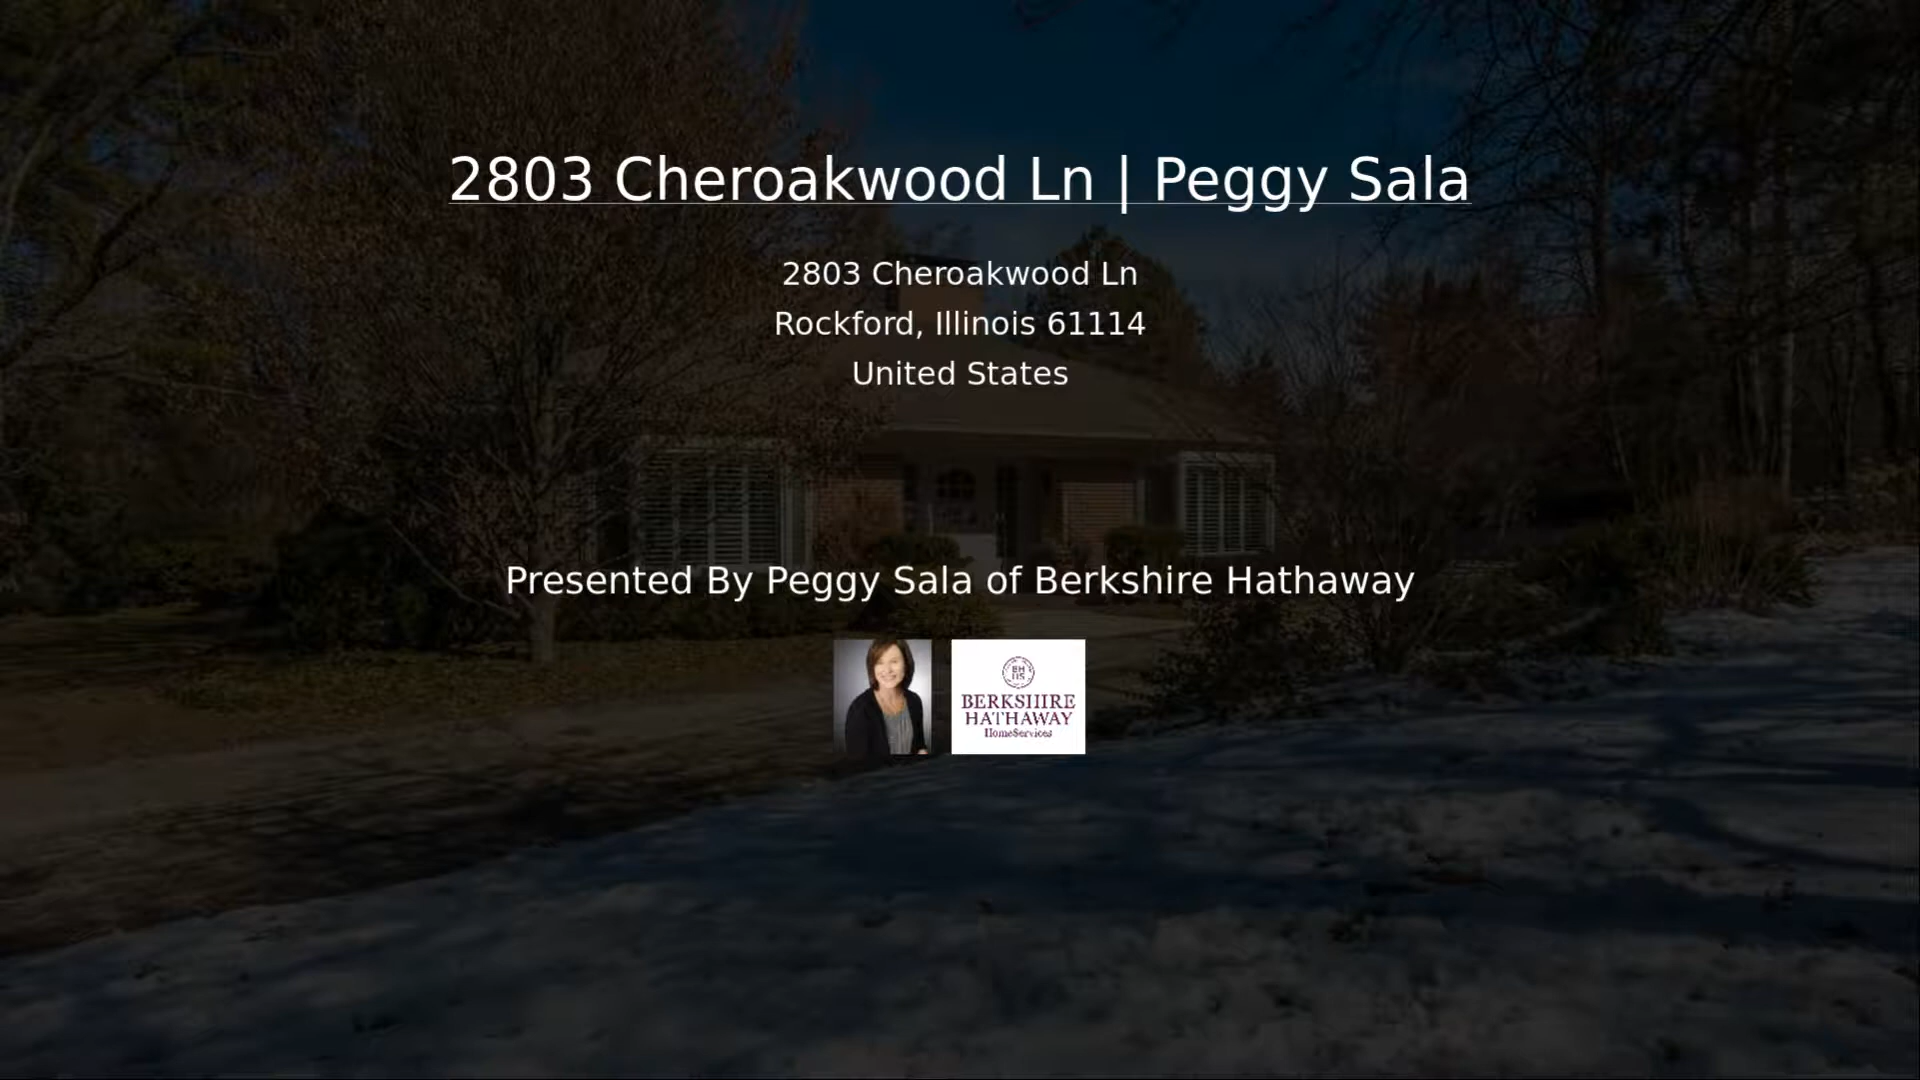 2803 Cheroakwood Ln | Peggy Sala
2803 Cheroakwood Ln
Rockford, Illinois 61114
United States
Presented By Peggy Sala of Berkshire Hathaway
BERKSHIRE
HATHAWAY
HomeServices